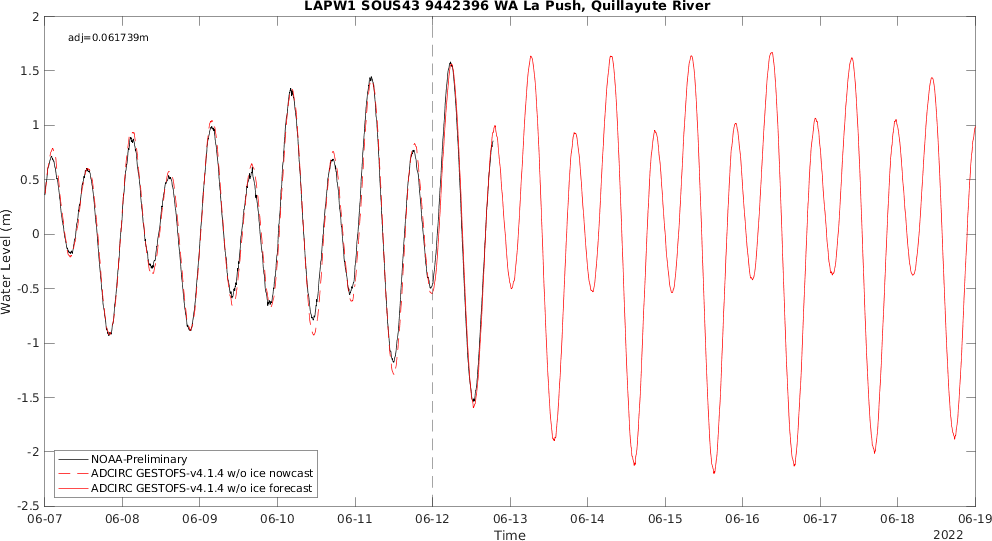 LAPW1 SOUS43 9442396 WA La Push, Quillayute River
adj=0.061739m
2
1.5
1
0.5
0
-0.5
-1
-1.5
-2
-2.5
Water Level (m)
NOAA-Preliminary
ADCIRC GESTOFS-v4.1.4 w/o ice nowcast
ADCIRC GESTOFS-v4.1.4 w/o ice forecast
06-07 06-08 06-09 06-10 06-11 06-12 06-13 06-14 06-15 06-16 06-17 06-18 06-19
Time
2022